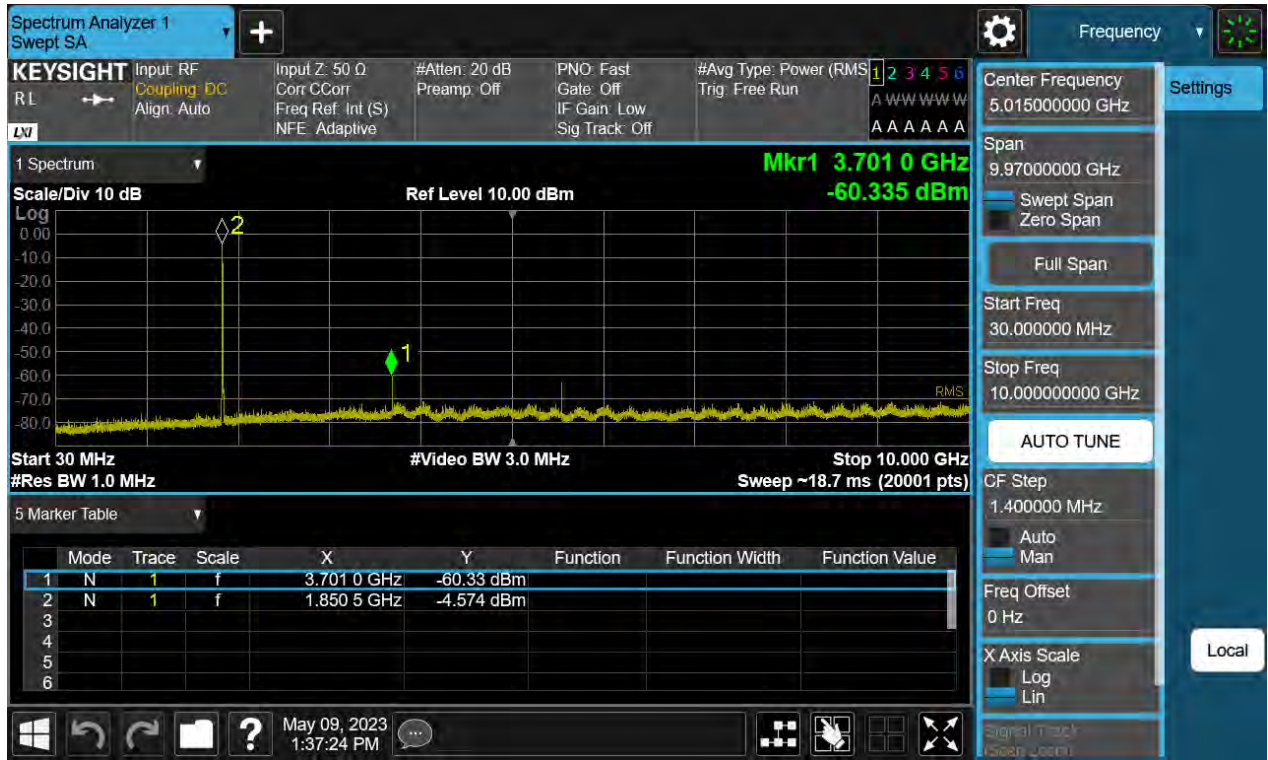 Spectrum Analyzer 1
Swept SA
Frequency
KEYSIGHT
RL
LXI
Input: RF
Coupling: DC
Align: Auto
Input Z: 50 Ω
Corr CCorr
Freq Ref: Int (S)
NFE: Adaptive
#Atten: 20 dB
Preamp: Off
PNO: Fast
Gate: Off
IF Gain: Low
Sig Track: Off
#Avg Type: Power (RMS
Trig: Free Run
1 2 3 4 5 6
A W W W W W
A A A A A A
1 Spectrum
Mkr1 3.701 0 GHz
-60.335 dBm
Scale/Div 10 dB
Ref Level 10.00 dBm
Log
0.00
-10.0
-20.0
-30.0
-40.0
-50.0
-60.0
-70.0
-80.0
2
1
RMS
Start 30 MHz
#Video BW 3.0 MHz
Stop 10.000 GHz
#Res BW 1.0 MHz
Sweep ~18.7 ms (20001 pts)
5 Marker Table
Mode Trace Scale X Y Function Function Width Function Value
1 N 1 f 3.701 0 GHz -60.33 dBm
2 N 1 f 1.850 5 GHz -4.574 dBm
3
4
5
6
?
May 09, 2023
1:37:24 PM
Center Frequency
5.015000000 GHz
Span
9.97000000 GHz
Swept Span
Zero Span
Full Span
Start Freq
30.000000 MHz
Stop Freq
10.000000000 GHz
AUTO TUNE
CF Step
1.400000 MHz
Auto
Man
Freq Offset
0 Hz
X Axis Scale
Log
Lin
Signal Track
(Span Zoom)
Settings
Local